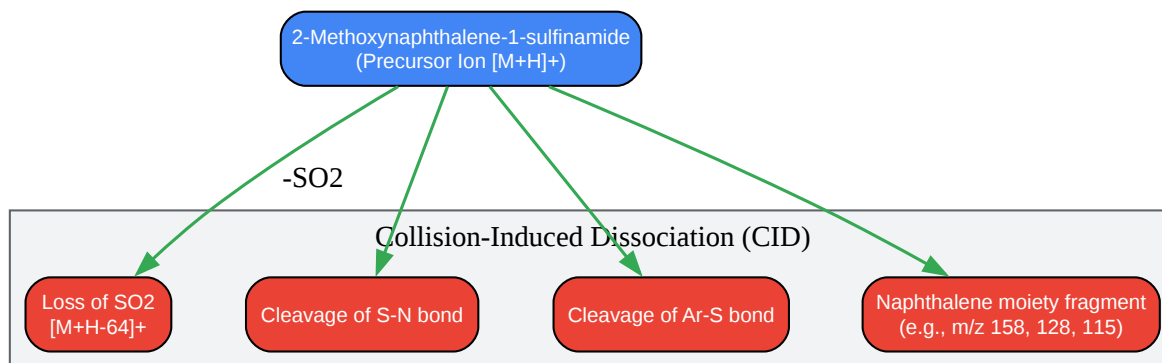 2-Methoxynaphthalene-1-sulfinamide
(Precursor Ion [M+H]+)
-SO2
Collision-Induced Dissociation (CID)
Loss of SO2
[M+H-64]+
Cleavage of S-N bond
Cleavage of Ar-S bond
Naphthalene moiety fragment
(e.g., m/z 158, 128, 115)